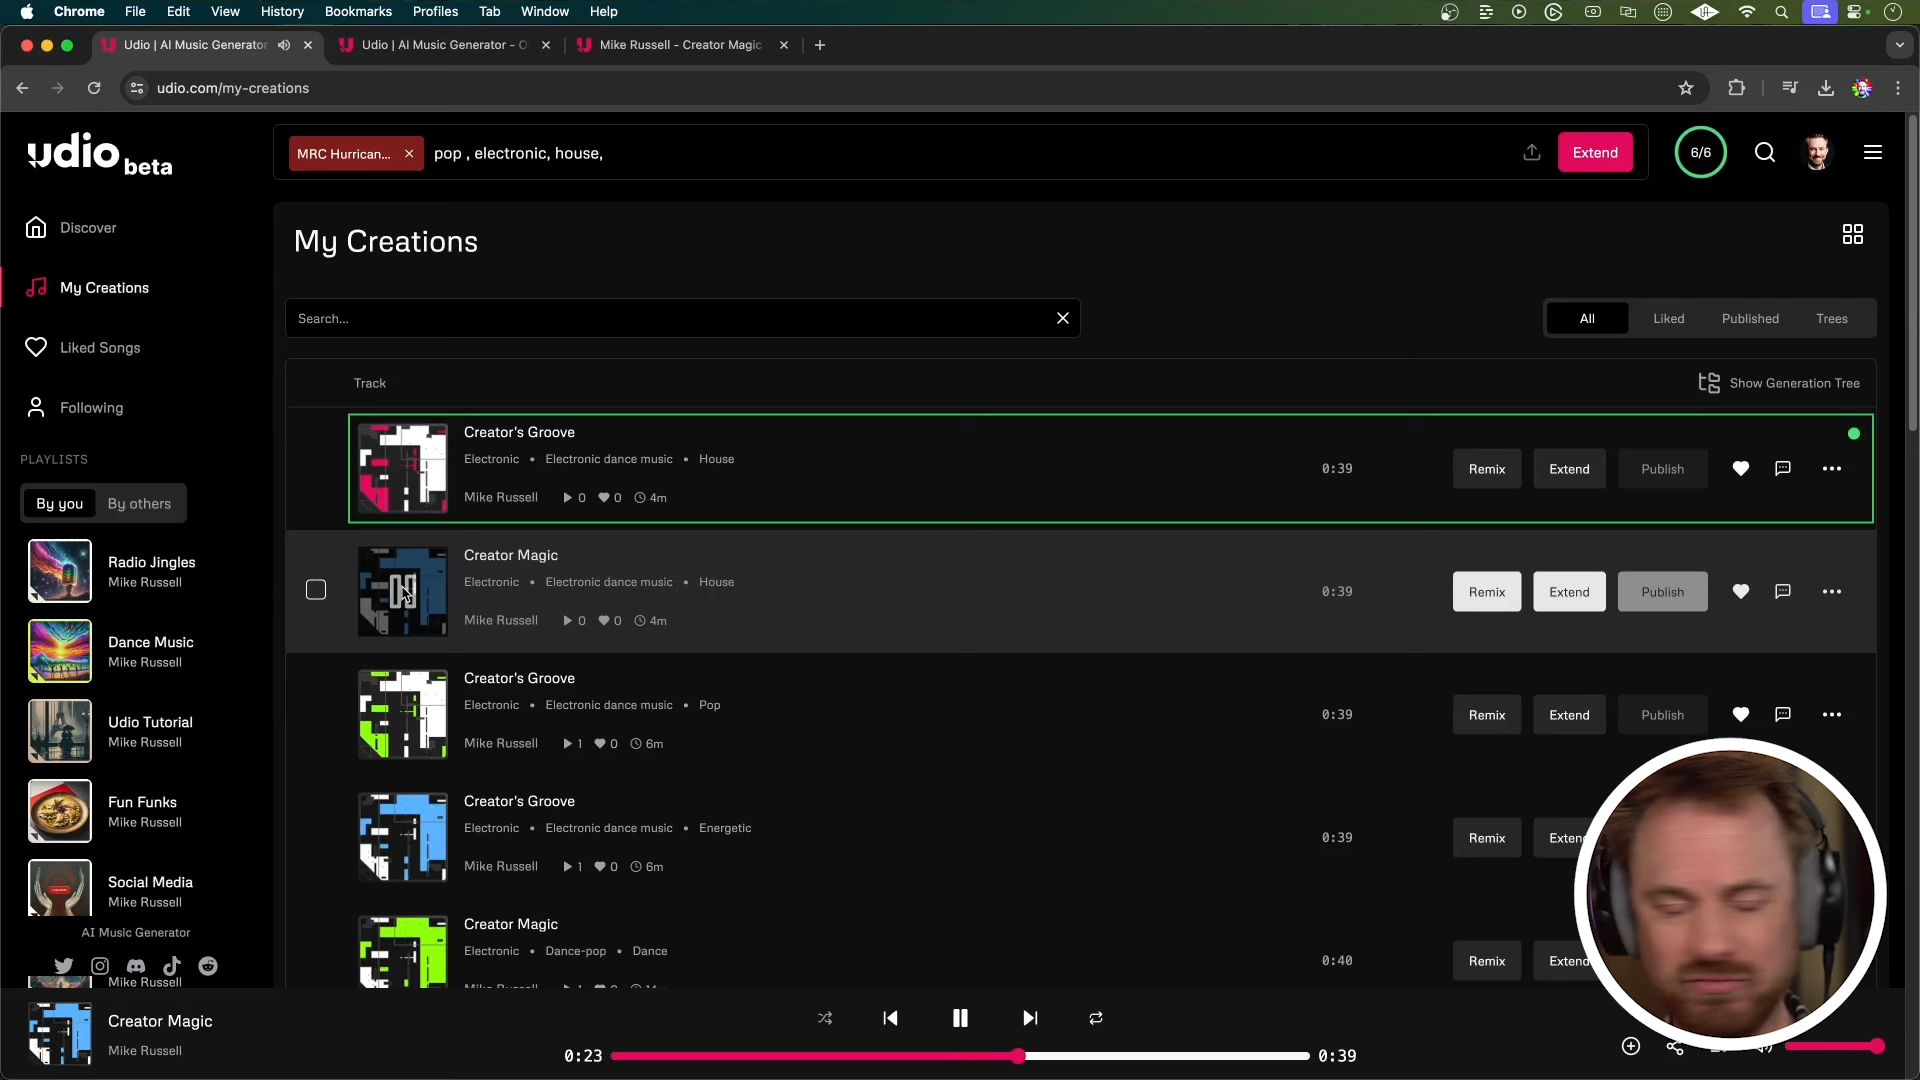 Chrome File Edit View History Bookmarks Profiles Tab Window Help
Udio | AI Music Generator
Udio | AI Music Generator - O
Mike Russell - Creator Magic
udio.com/my-creations
udio beta
MRC Hurrican...
pop , electronic, house,
Extend
6/6
Discover
My Creations
Liked Songs
Following
PLAYLISTS
By you By others
Radio Jingles
Mike Russell
Dance Music
Mike Russell
Udio Tutorial
Mike Russell
Fun Funks
Mike Russell
Social Media
Mike Russell
AI Music Generator
Mike Russell
My Creations
Search...
All Liked Published Trees
Track
Show Generation Tree
Creator's Groove
Electronic • Electronic dance music • House
Mike Russell 0 0 4m
0:39
Remix Extend Publish
Creator Magic
Electronic • Electronic dance music • House
Mike Russell 0 0 4m
0:39
Remix Extend Publish
Creator's Groove
Electronic • Electronic dance music • Pop
Mike Russell 1 0 6m
0:39
Remix Extend Publish
Creator's Groove
Electronic • Electronic dance music • Energetic
Mike Russell 1 0 6m
0:39
Remix Exten
Creator Magic
Electronic • Dance-pop • Dance
0:40
Remix Exten
Creator Magic
Mike Russell
0:23
0:39